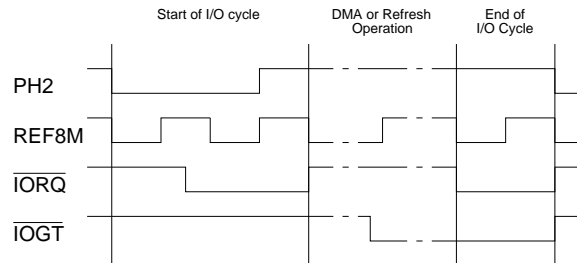 Start of I/O cycle
DMA or Refresh
Operation
End of
I/O Cycle
PH2
REF8M
IORQ
IOGT